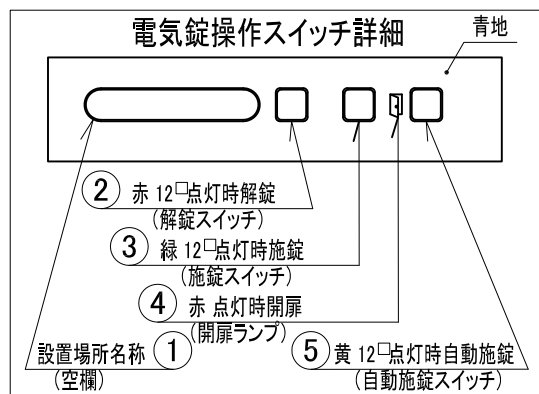 電気錠操作スイッチ詳細
青地
② 赤 12□点灯時解錠
(解錠スイッチ)
③ 緑 12□点灯時施錠
(施錠スイッチ)
④ 赤 点灯時開扉
(開扉ランプ)
設置場所名称 ①
(空欄)
⑤ 黄 12□点灯時自動施錠
(自動施錠スイッチ)